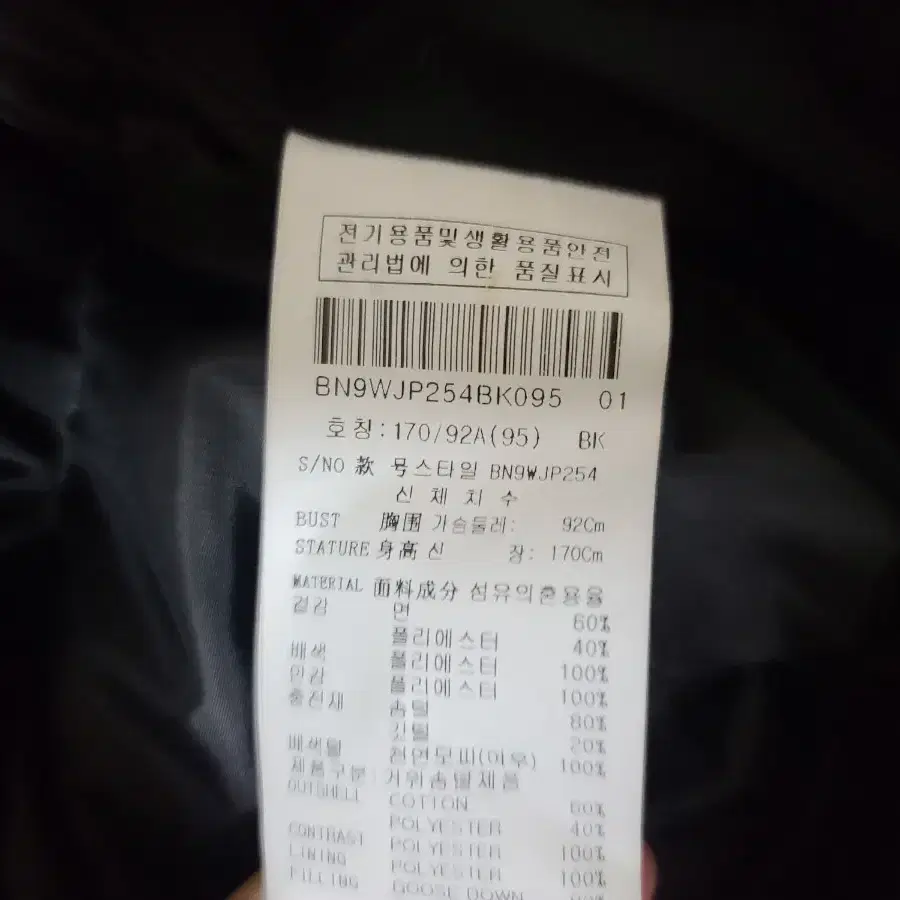 전기용품및생활용품안전
관리법에 의한 품질표시
BN9WJP254BK095 01
호칭:170/92A(95) BK
S/NO 款 号스타일 BN9WJP254
신 체 치 수
BUST 胸围 가슴둘레: 92Cm
STATURE 身高 신 장: 170Cm
MATERIAL 面料成分 섬유의혼용율
겉감 면 60%
폴리에스터 40%
배색 폴리에스터 100%
안감 폴리에스터 100%
충전재 솜털 80%
깃털 20%
배색털 천연모피(여우) 100%
제품구분 거위솜털제품
OUTSHELL COTTON 60%
POLYESTER 40%
CONTRAST POLYESTER 100%
LINING POLYESTER 100%
FILLING GOOSE DOWN